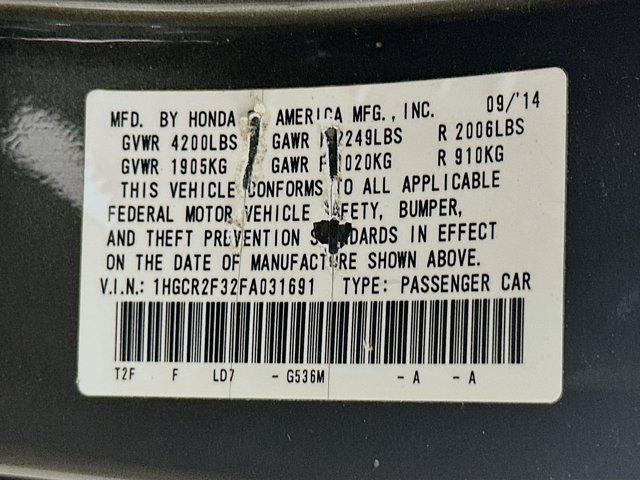 MFD. BY HONDA AMERICA MFG., INC. 09/'14
GVWR 4200LBS GAWR 2249LBS R 2006LBS
GVWR 1905KG GAWR F 1020KG R 910KG
THIS VEHICLE CONFORMS TO ALL APPLICABLE
FEDERAL MOTOR VEHICLE SAFETY, BUMPER,
AND THEFT PREVENTION STANDARDS IN EFFECT
ON THE DATE OF MANUFACTURE SHOWN ABOVE.
V.I.N.: 1HGCR2F32FA031691 TYPE: PASSENGER CAR
T2F F LD7 - G536M - A - A